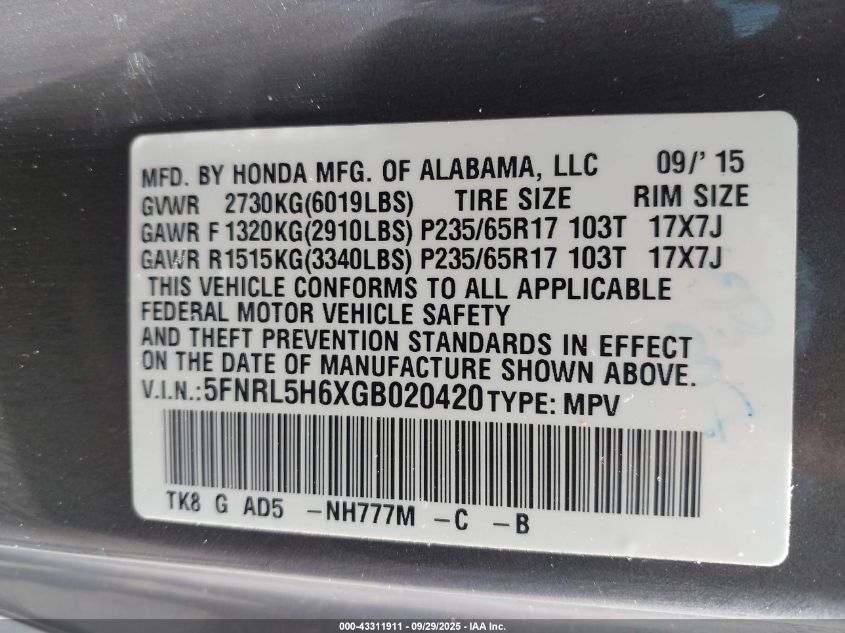 MFD. BY HONDA MFG. OF ALABAMA, LLC 09/' 15
GVWR 2730KG(6019LBS) TIRE SIZE RIM SIZE
GAWR F 1320KG(2910LBS) P235/65R17 103T 17X7J
GAWR R1515KG(3340LBS) P235/65R17 103T 17X7J
THIS VEHICLE CONFORMS TO ALL APPLICABLE
FEDERAL MOTOR VEHICLE SAFETY
AND THEFT PREVENTION STANDARDS IN EFFECT
ON THE DATE OF MANUFACTURE SHOWN ABOVE.
V.I.N.:5FNRL5H6XGB020420 TYPE: MPV
TK8 G AD5 -NH777M -C -B
000-43311911 - 09/29/2025 - IAA Inc.